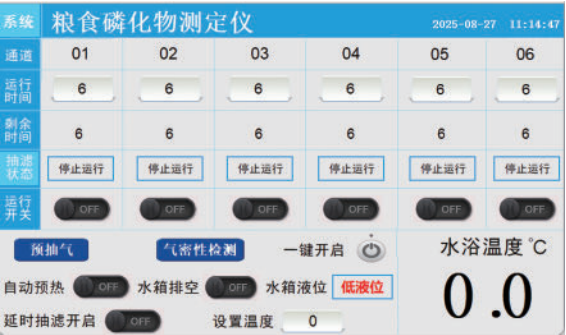 系统 粮食磷化物测定仪 2025-08-27 11:14:47
通道 01 02 03 04 05 06
运行时间 6 6 6 6 6 6
剩余时间 6 6 6 6 6 6
抽滤状态 停止运行 停止运行 停止运行 停止运行 停止运行 停止运行
运行开关 OFF OFF OFF OFF OFF OFF
预抽气 气密性检测 一键开启 水浴温度℃
自动预热 OFF 水箱排空 OFF 水箱液位 低液位 0.0
延时抽滤开启 OFF 设置温度 0